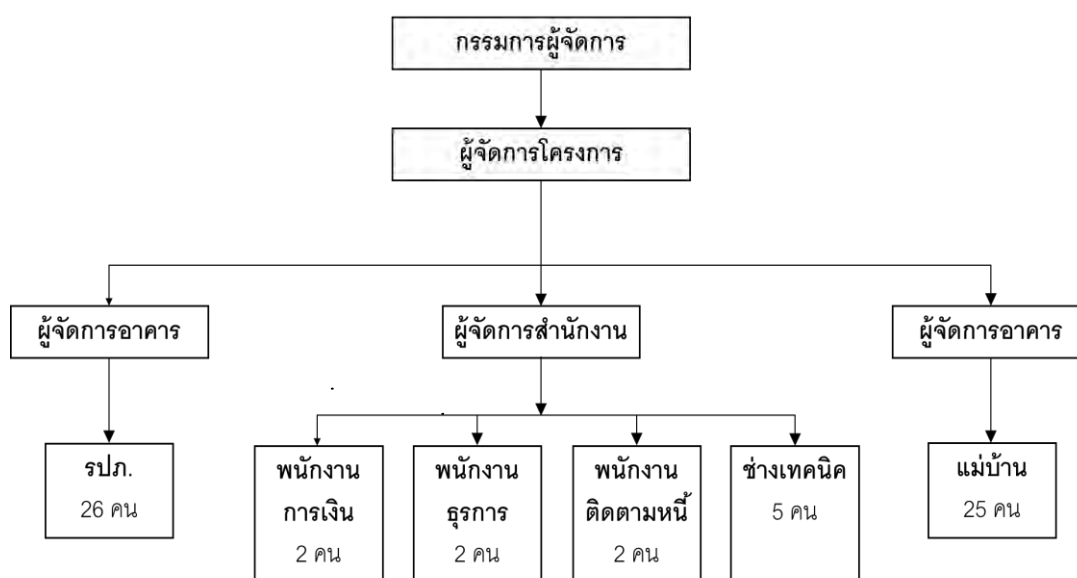 กรรมการผู้จัดการ
ผู้จัดการโครงการ
ผู้จัดการอาคาร
ผู้จัดการสำนักงาน
ผู้จัดการอาคาร
รปภ.
26 คน
พนักงาน
การเงิน
2 คน
พนักงาน
ธุรการ
2 คน
พนักงาน
ติดตามหนี้
2 คน
ช่างเทคนิค
5 คน
แม่บ้าน
25 คน